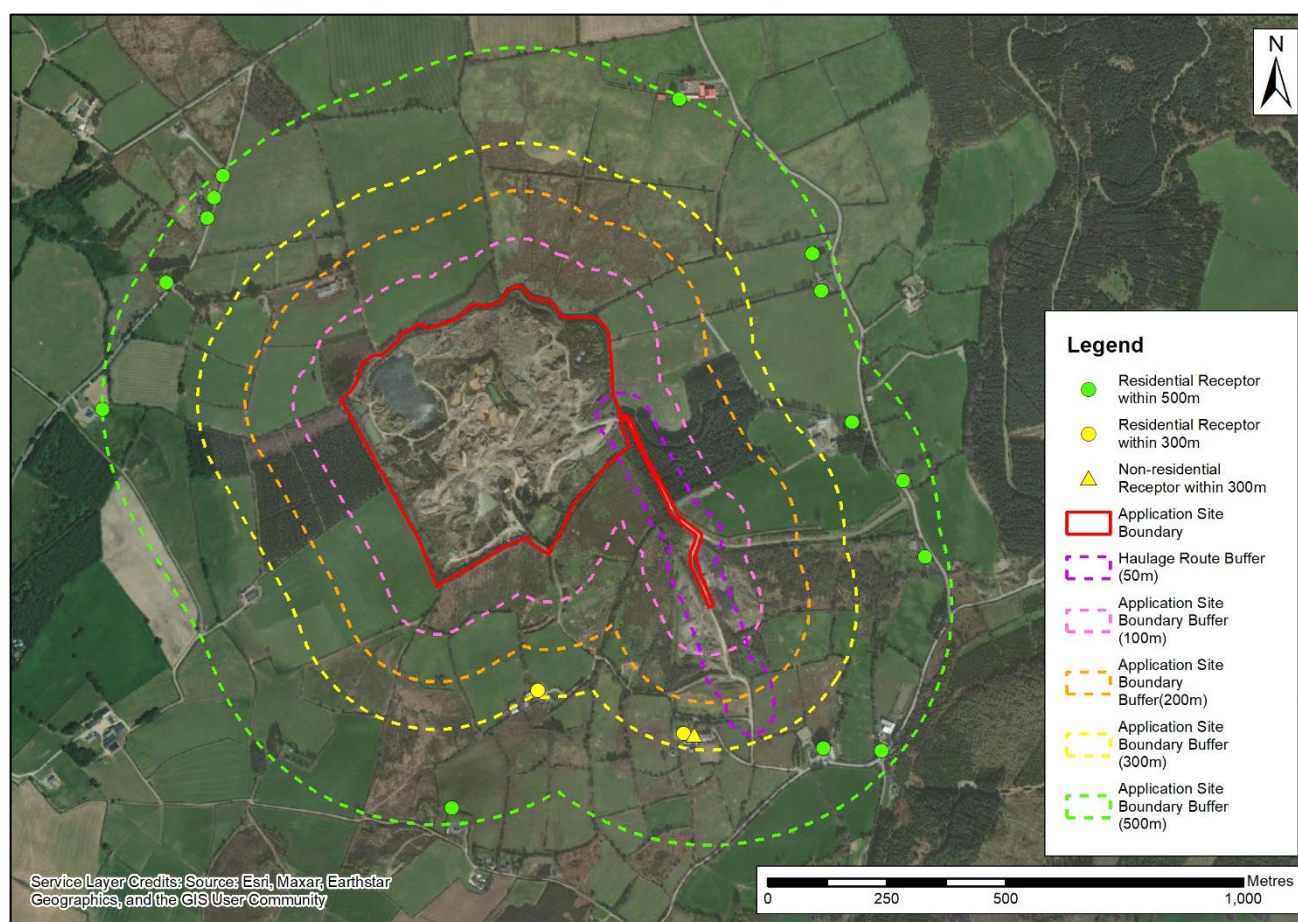 N
Legend
Residential Receptor
within 500m
Residential Receptor
within 300m
Non-residential
Receptor within 300m
Application Site
Boundary
Haulage Route Buffer
(50m)
Application Site
Boundary Buffer
(100m)
Application Site
Boundary
Buffer(200m)
Application Site
Boundary Buffer
(300m)
Application Site
Boundary Buffer
(500m)
Service Layer Credits: Source: Esri, Maxar, Earthstar
Geographics, and the GIS User Community
Metres
0 250 500 1,000